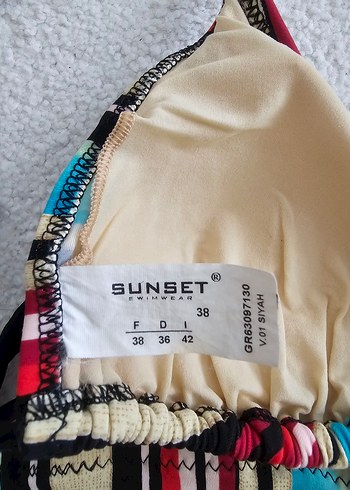 SUNSET®
SWIMWEAR
38
F D I
38 36 42
GR63097130
V.01 SIYAH